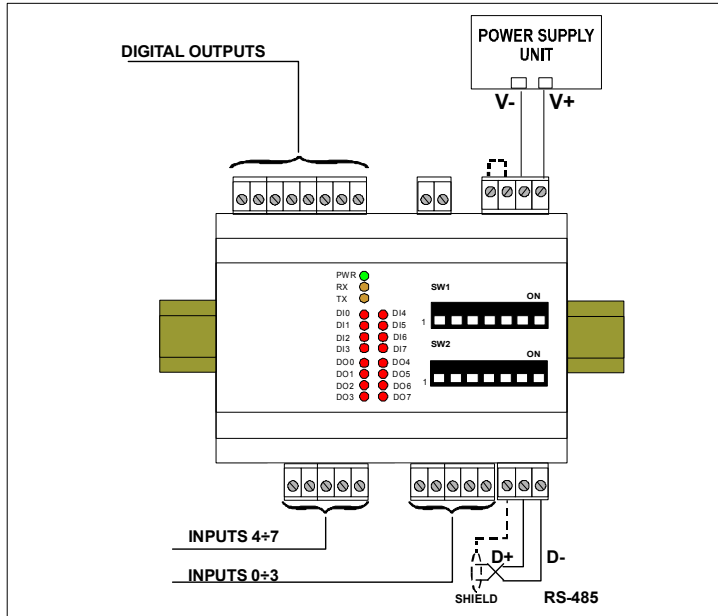 DIGITAL OUTPUTS
POWER SUPPLY
UNIT
V- V+
PWR
RX
TX
SW1
ON
1
DI0 DI4
DI1 DI5
DI2 DI6
DI3 DI7
SW2
ON
1
DO0 DO4
DO1 DO5
DO2 DO6
DO3 DO7
INPUTS 4÷7
D+ D-
INPUTS 0÷3
SHIELD
RS-485